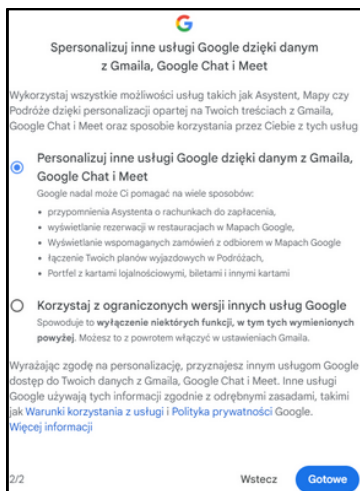 G
Spersonalizuj inne usługi Google dzięki danym
z Gmaila, Google Chat i Meet
Wykorzystaj wszystkie możliwości usług takich jak Asystent, Mapy czy
Podróże dzięki personalizacji opartej na Twoich treściach z Gmaila,
Google Chat i Meet oraz sposobie korzystania przez Ciebie z tych usług
Personalizuj inne usługi Google dzięki danym z Gmaila,
Google Chat i Meet
Google nadal może Ci pomagać na wiele sposobów:
• przypomnienia Asystenta o rachunkach do zapłacenia,
• wyświetlanie rezerwacji w restauracjach w Mapach Google,
• Wyświetlanie wspomaganych zamówień z odbiorem w Mapach Google
• łączenie Twoich planów wyjazdowych w Podróżach,
• Portfel z kartami lojalnościowymi, biletami i innymi kartami
Korzystaj z ograniczonych wersji innych usług Google
Spowoduje to wyłączenie niektórych funkcji, w tym tych wymienionych
powyżej. Możesz to z powrotem włączyć w ustawieniach Gmaila.
Wyrażając zgodę na personalizację, przyznajesz innym usługom Google
dostęp do Twoich danych z Gmaila, Google Chat i Meet. Inne usługi
Google używają tych informacji zgodnie z odrębnymi zasadami, takimi
jak Warunki korzystania z usługi i Polityka prywatności Google.
Więcej informacji
2/2 Wstecz Gotowe